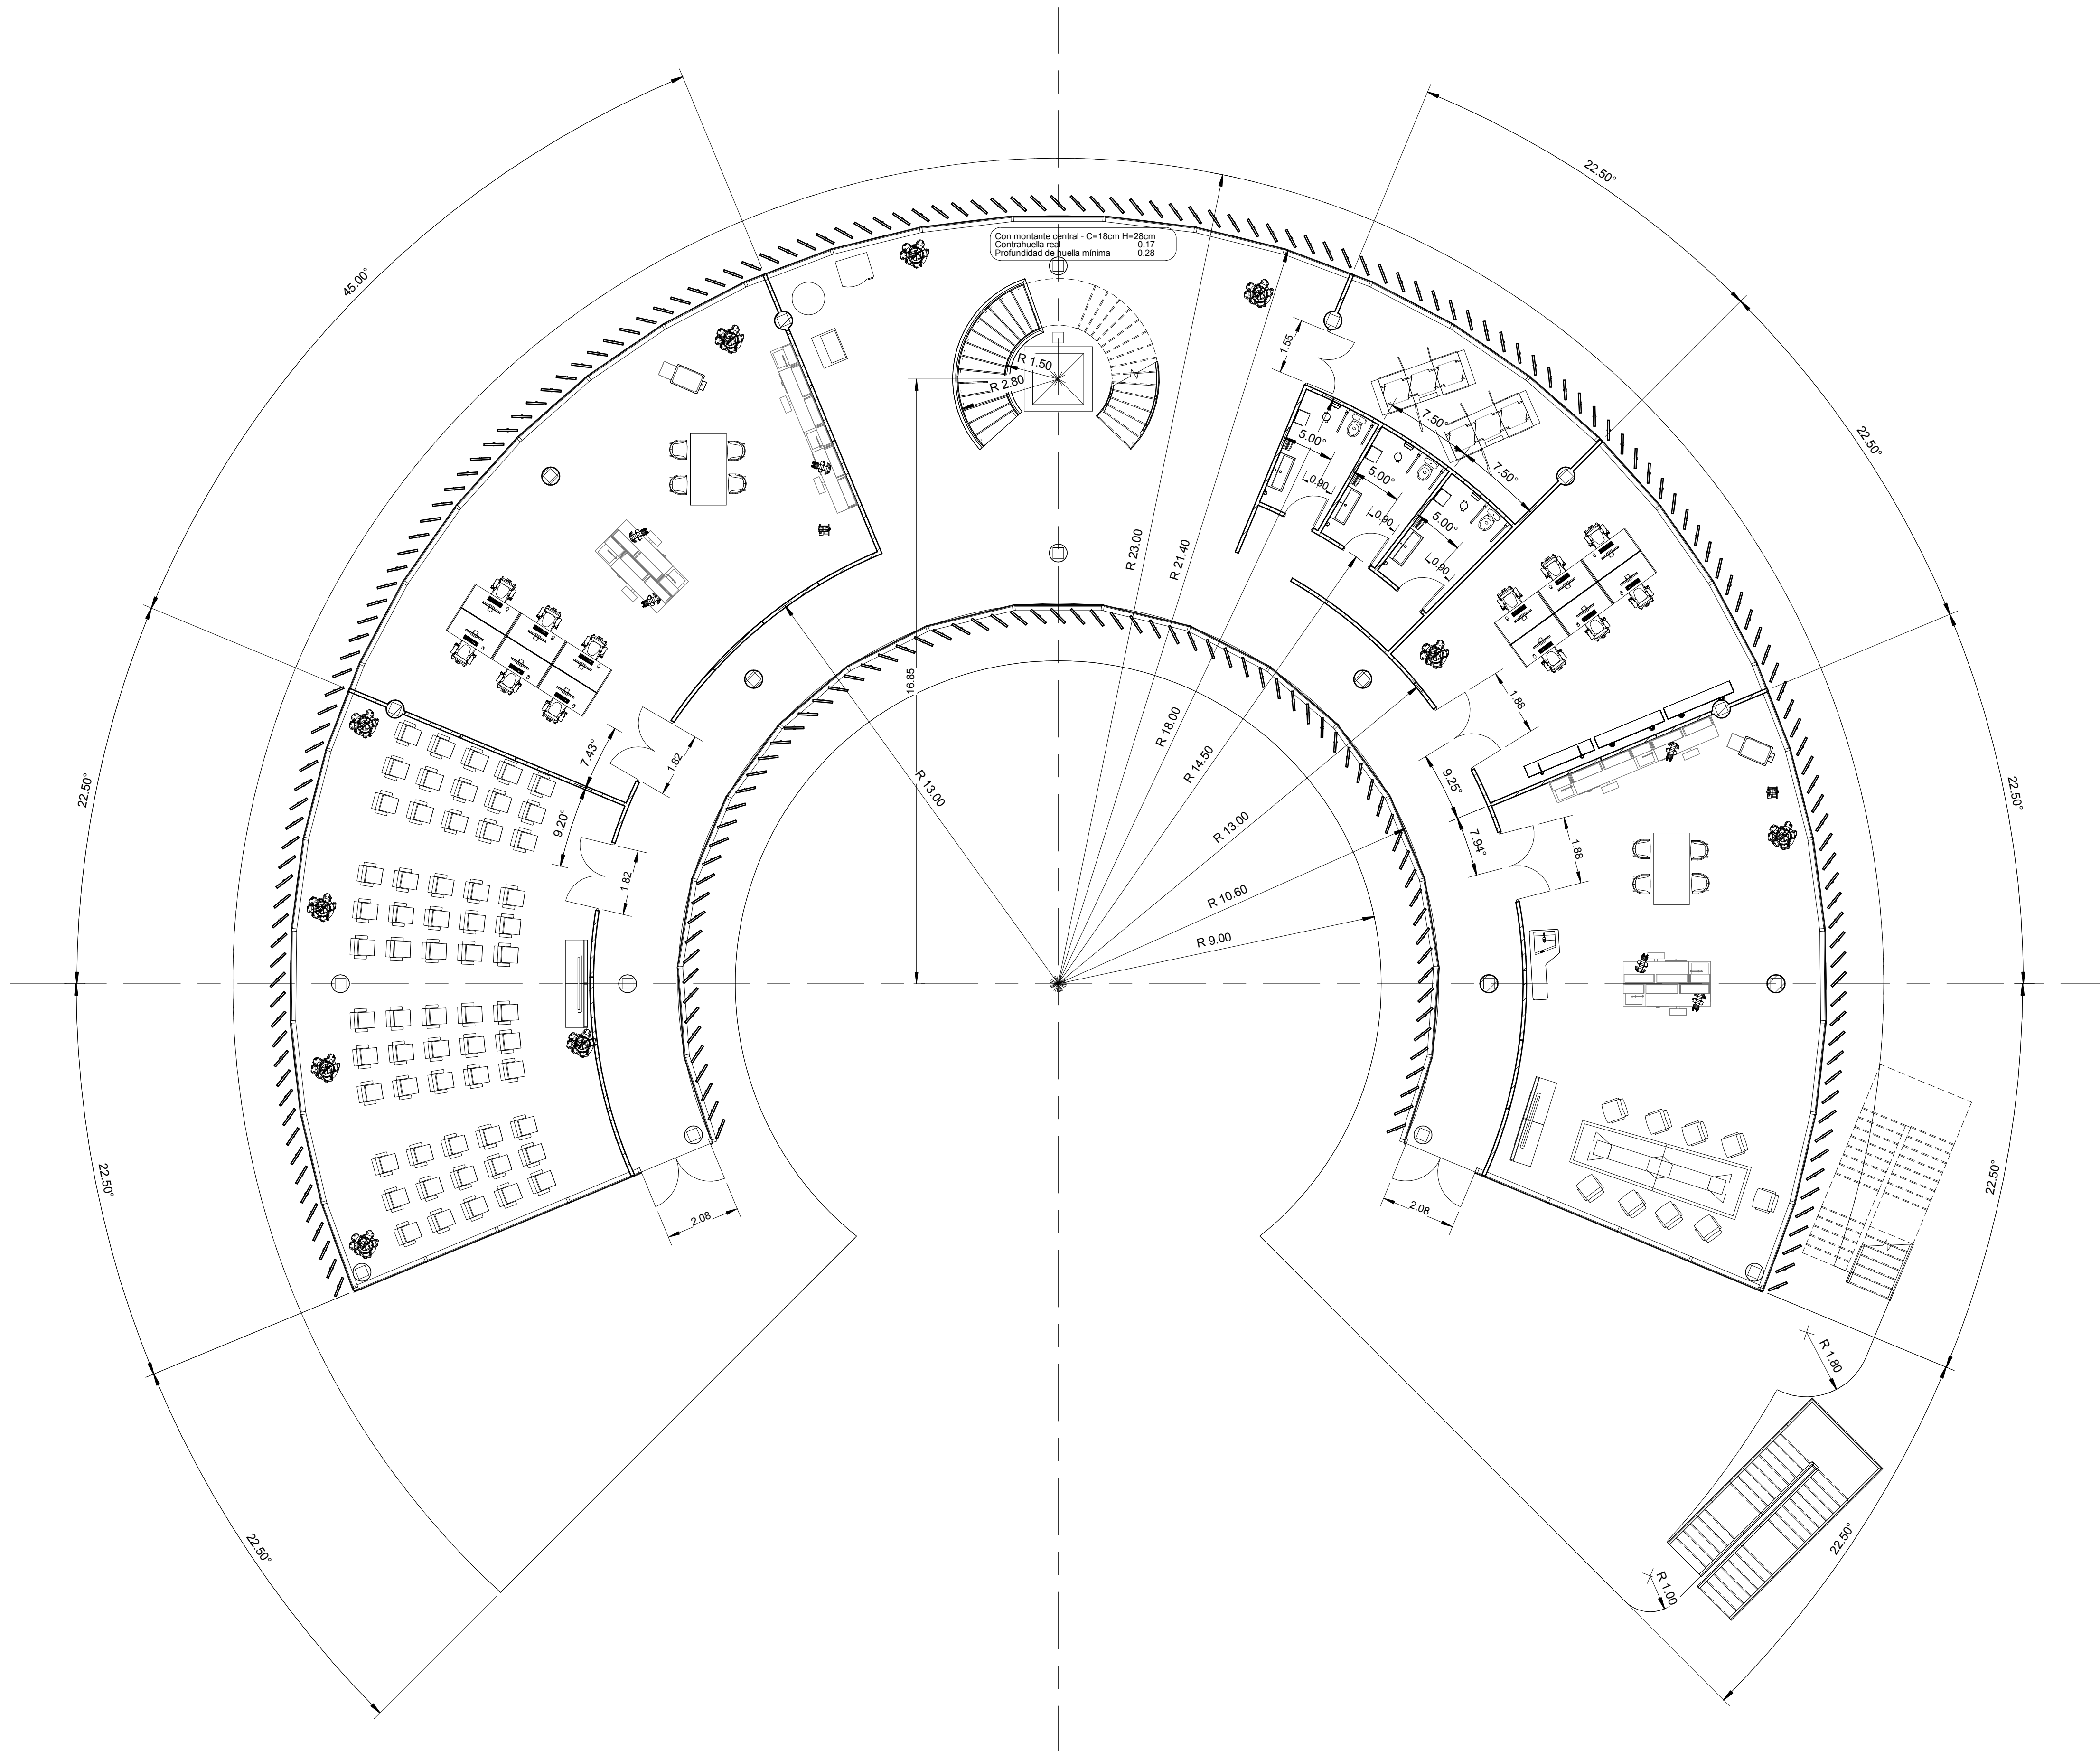 45.00°
22.50°
Con montante central - C=18cm H=28cm
Contrahuella real 0.17
Profundidad de huella mínima 0.28
1.55
R 1.50
R 2.80
7.50°
7.50°
5.00°
5.00°
5.00°
0.90
0.90
0.90
22.50°
R 23.00
R 21.40
16.85
R 18.00
R 14.50
1.88
7.43°
1.82
R 13.00
22.50°
9.20°
R 13.00
9.25°
7.94°
1.88
22.50°
1.82
R 10.60
R 9.00
22.50°
2.08
2.08
22.50°
R 1.80
22.50°
22.50°
R 1.00